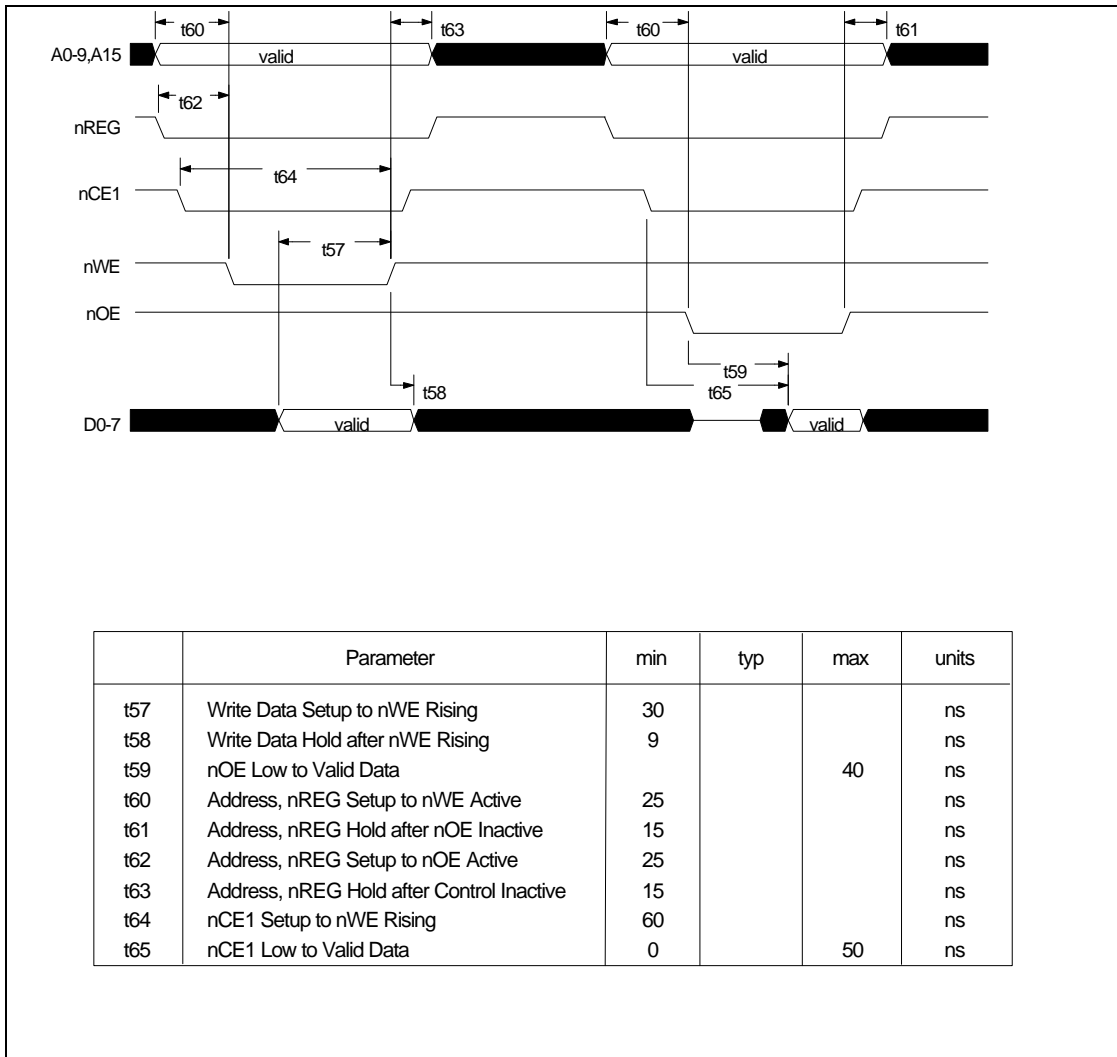 t60 t63 t60 t61
A0-9,A15 valid valid
t62
nREG
t64
nCE1
t57
nWE
nOE
t59
t58 t65
D0-7 valid valid
Parameter min typ max units
t57 Write Data Setup to nWE Rising 30 ns
t58 Write Data Hold after nWE Rising 9 ns
t59 nOE Low to Valid Data 40 ns
t60 Address, nREG Setup to nWE Active 25 ns
t61 Address, nREG Hold after nOE Inactive 15 ns
t62 Address, nREG Setup to nOE Active 25 ns
t63 Address, nREG Hold after Control Inactive 15 ns
t64 nCE1 Setup to nWE Rising 60 ns
t65 nCE1 Low to Valid Data 0 50 ns